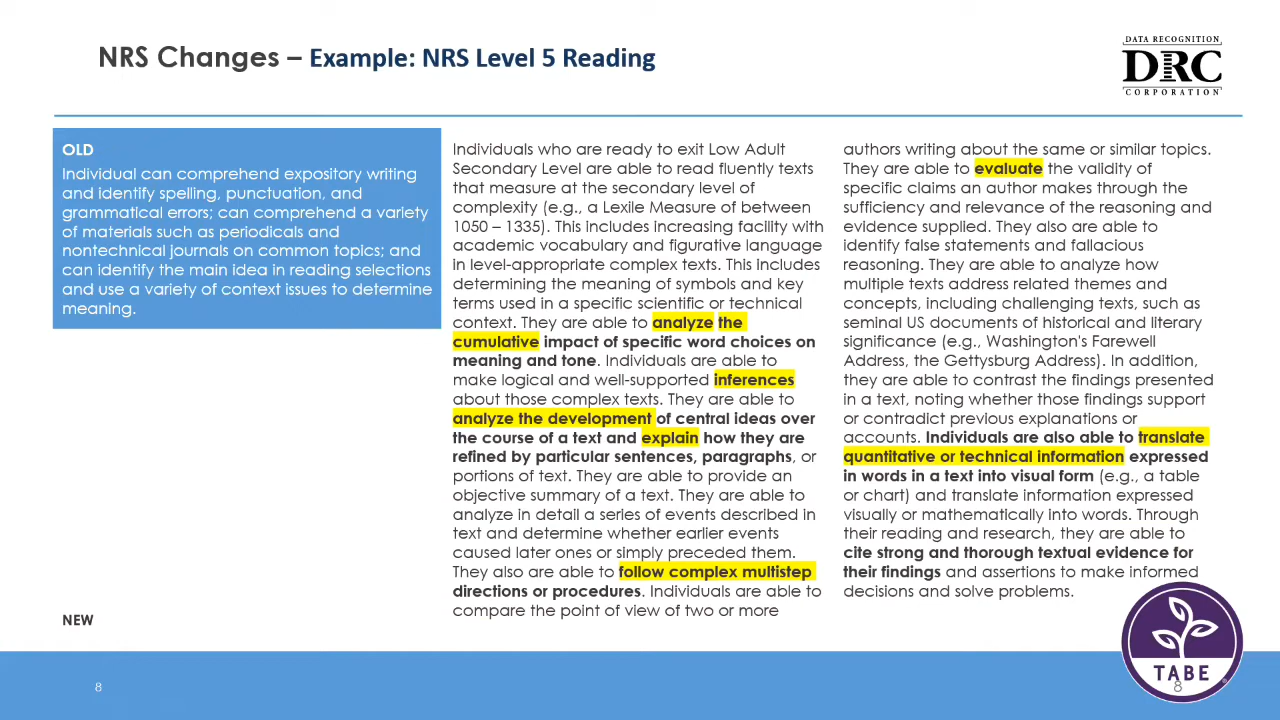 NRS Changes – Example: NRS Level 5 Reading
DATA RECOGNITION
DRC
CORPORATION
OLD
Individual can comprehend expository writing
and identify spelling, punctuation, and
grammatical errors; can comprehend a variety
of materials such as periodicals and
nontechnical journals on common topics; and
can identify the main idea in reading selections
and use a variety of context issues to determine
meaning.
NEW
Individuals who are ready to exit Low Adult
Secondary Level are able to read fluently texts
that measure at the secondary level of
complexity (e.g., a Lexile Measure of between
1050 – 1335). This includes increasing facility with
academic vocabulary and figurative language
in level-appropriate complex texts. This includes
determining the meaning of symbols and key
terms used in a specific scientific or technical
context. They are able to analyze the
cumulative impact of specific word choices on
meaning and tone. Individuals are able to
make logical and well-supported inferences
about those complex texts. They are able to
analyze the development of central ideas over
the course of a text and explain how they are
refined by particular sentences, paragraphs, or
portions of text. They are able to provide an
objective summary of a text. They are able to
analyze in detail a series of events described in
text and determine whether earlier events
caused later ones or simply preceded them.
They also are able to follow complex multistep
directions or procedures. Individuals are able to
compare the point of view of two or more
authors writing about the same or similar topics.
They are able to evaluate the validity of
specific claims an author makes through the
sufficiency and relevance of the reasoning and
evidence supplied. They also are able to
identify false statements and fallacious
reasoning. They are able to analyze how
multiple texts address related themes and
concepts, including challenging texts, such as
seminal US documents of historical and literary
significance (e.g., Washington's Farewell
Address, the Gettysburg Address). In addition,
they are able to contrast the findings presented
in a text, noting whether those findings support
or contradict previous explanations or
accounts. Individuals are also able to translate
quantitative or technical information expressed
in words in a text into visual form (e.g., a table
or chart) and translate information expressed
visually or mathematically into words. Through
their reading and research, they are able to
cite strong and thorough textual evidence for
their findings and assertions to make informed
decisions and solve problems.
8
TABE
8